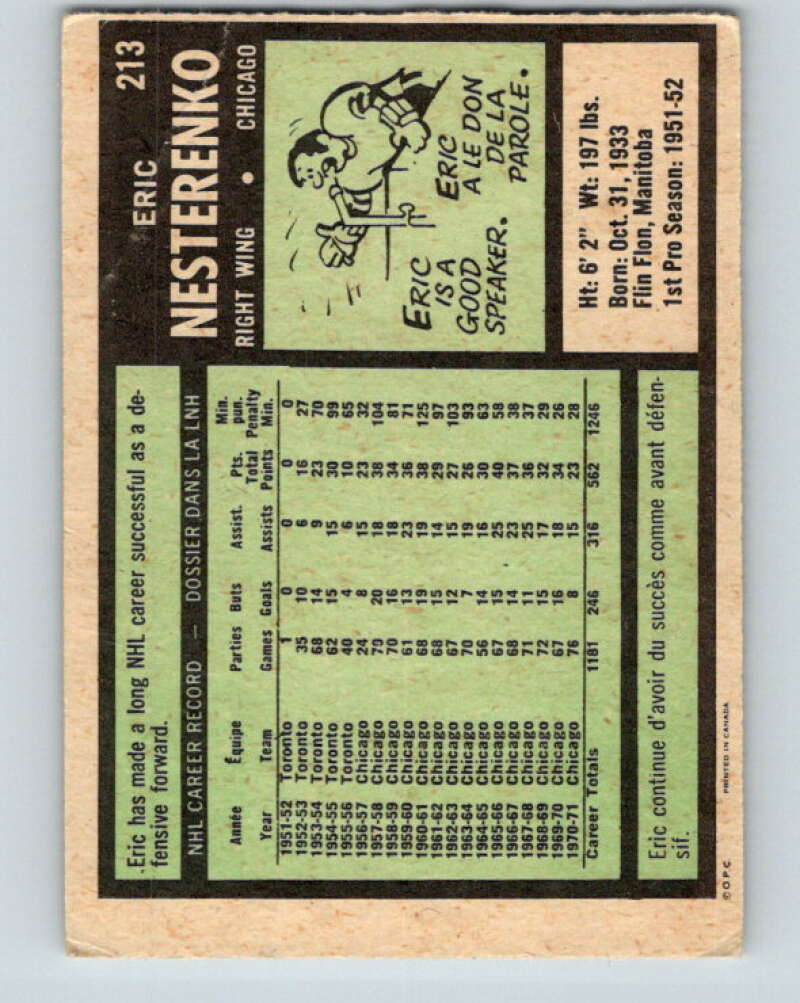 213
ERIC
NESTERENKO
RIGHT WING • CHICAGO
ERIC IS A GOOD SPEAKER.
ERIC A LE DON DE LA PAROLE.
Ht: 6' 2" Wt: 197 lbs.
Born: Oct. 31, 1933
Flin Flon, Manitoba
1st Pro Season: 1951-52
Eric has made a long NHL career successful as a de-
fensive forward.
NHL CAREER RECORD — DOSSIER DANS LA LNH
Année Équipe Parties Buts Assist. Pts. Total Min. pun.
Year Team Games Goals Assists Points Penalty Min.
1951-52 Toronto 1 0 0 0 0
1952-53 Toronto 35 10 6 16 27
1953-54 Toronto 68 14 9 23 70
1954-55 Toronto 62 15 15 30 99
1955-56 Toronto 40 4 6 10 65
1956-57 Chicago 24 8 15 23 32
1957-58 Chicago 70 20 18 38 104
1958-59 Chicago 70 16 18 34 81
1959-60 Chicago 61 13 23 36 71
1960-61 Chicago 68 19 19 38 125
1961-62 Chicago 68 15 14 29 97
1962-63 Chicago 67 12 15 27 103
1963-64 Chicago 70 7 19 26 93
1964-65 Chicago 56 14 16 30 63
1965-66 Chicago 67 15 25 40 58
1966-67 Chicago 68 14 23 37 38
1967-68 Chicago 71 11 25 36 37
1968-69 Chicago 72 15 17 32 29
1969-70 Chicago 67 16 18 34 26
1970-71 Chicago 76 8 15 23 28
Career Totals 1181 246 316 562 1246
Eric continue d'avoir du succès comme avant défen-
sif.
© O.P.C. PRINTED IN CANADA